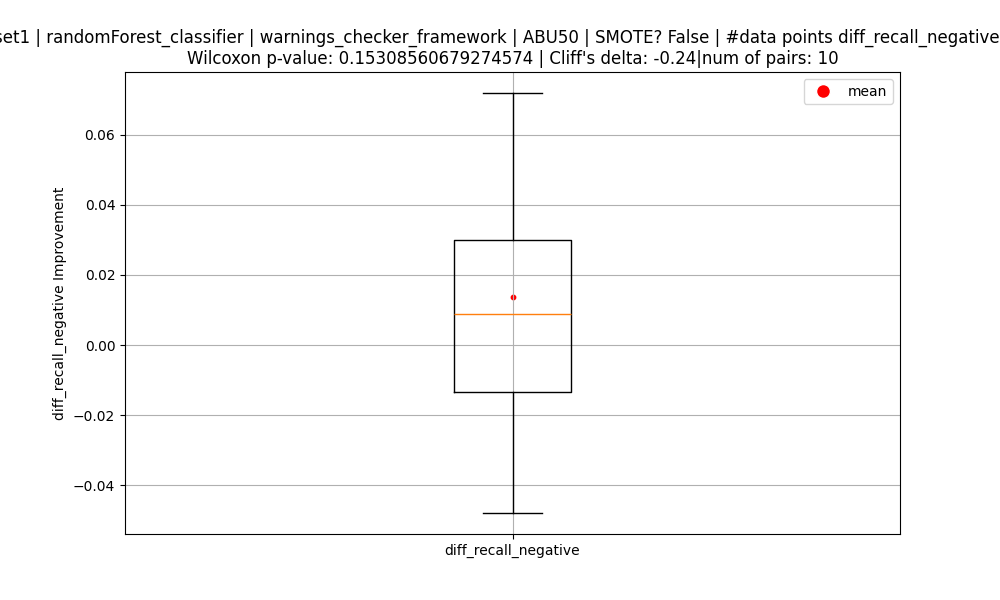 set1 | randomForest_classifier | warnings_checker_framework | ABU50 | SMOTE? False | #data points diff_recall_negative
Wilcoxon p-value: 0.15308560679274574 | Cliff's delta: -0.24|num of pairs: 10
mean
0.06
0.04
0.02
0.00
−0.02
−0.04
diff_recall_negative Improvement
diff_recall_negative